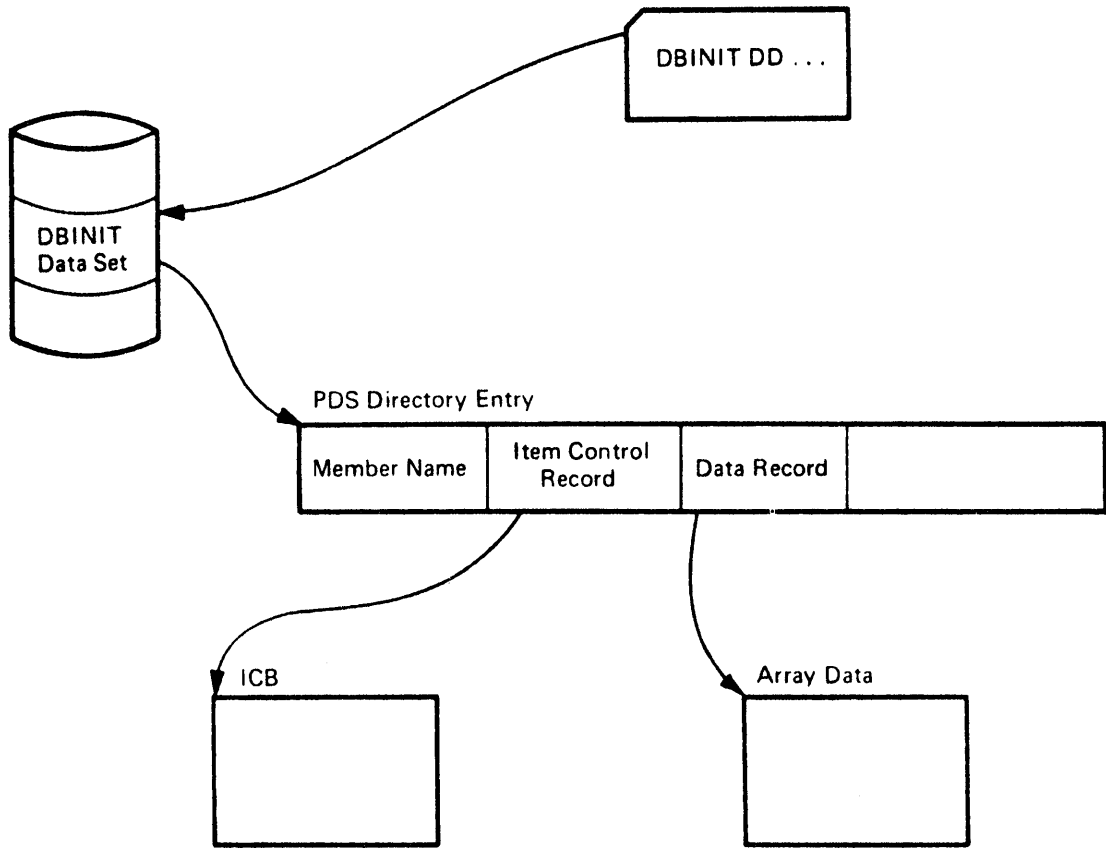 DBINIT DD . . .
DBINIT
Data Set
PDS Directory Entry
Member Name
Item Control
Record
Data Record
ICB
Array Data